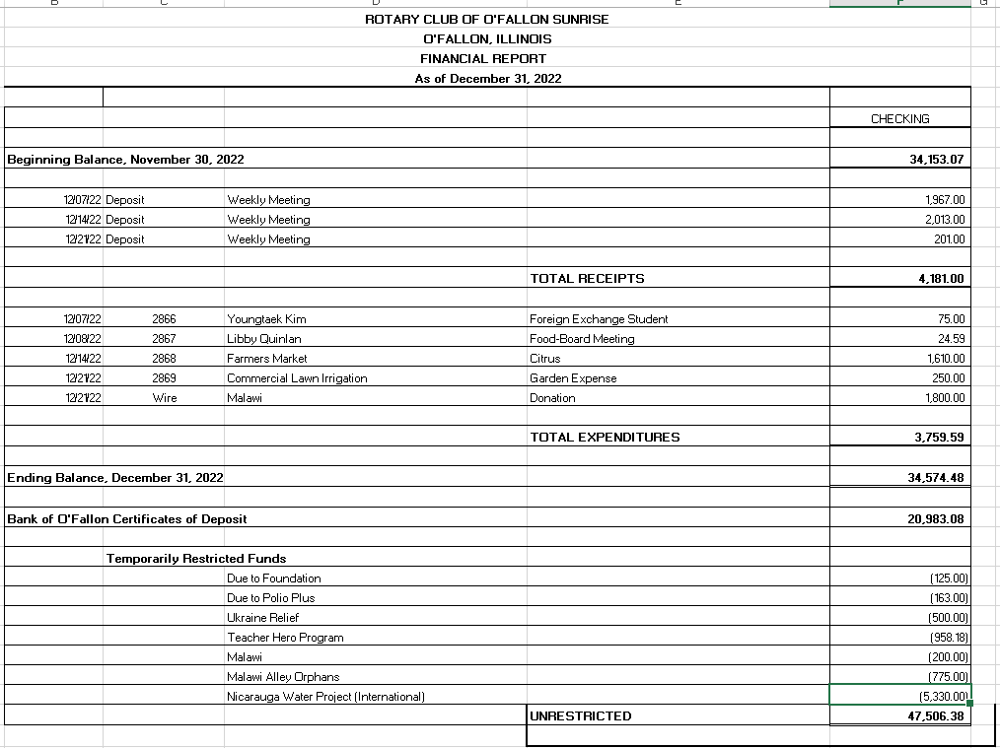 B C D E F G
ROTARY CLUB OF O'FALLON SUNRISE
O'FALLON, ILLINOIS
FINANCIAL REPORT
As of December 31, 2022
CHECKING
Beginning Balance, November 30, 2022 34,153.07
12/07/22 Deposit Weekly Meeting 1,967.00
12/14/22 Deposit Weekly Meeting 2,013.00
12/21/22 Deposit Weekly Meeting 201.00
TOTAL RECEIPTS 4,181.00
12/07/22 2866 Youngtaek Kim Foreign Exchange Student 75.00
12/08/22 2867 Libby Quinlan Food-Board Meeting 24.59
12/14/22 2868 Farmers Market Citrus 1,610.00
12/21/22 2869 Commercial Lawn Irrigation Garden Expense 250.00
12/21/22 Wire Malawi Donation 1,800.00
TOTAL EXPENDITURES 3,759.59
Ending Balance, December 31, 2022 34,574.48
Bank of O'Fallon Certificates of Deposit 20,983.08
Temporarily Restricted Funds
Due to Foundation (125.00)
Due to Polio Plus (163.00)
Ukraine Relief (500.00)
Teacher Hero Program (958.18)
Malawi (200.00)
Malawi Alley Orphans (775.00)
Nicarauga Water Project (International) (5,330.00)
UNRESTRICTED 47,506.38